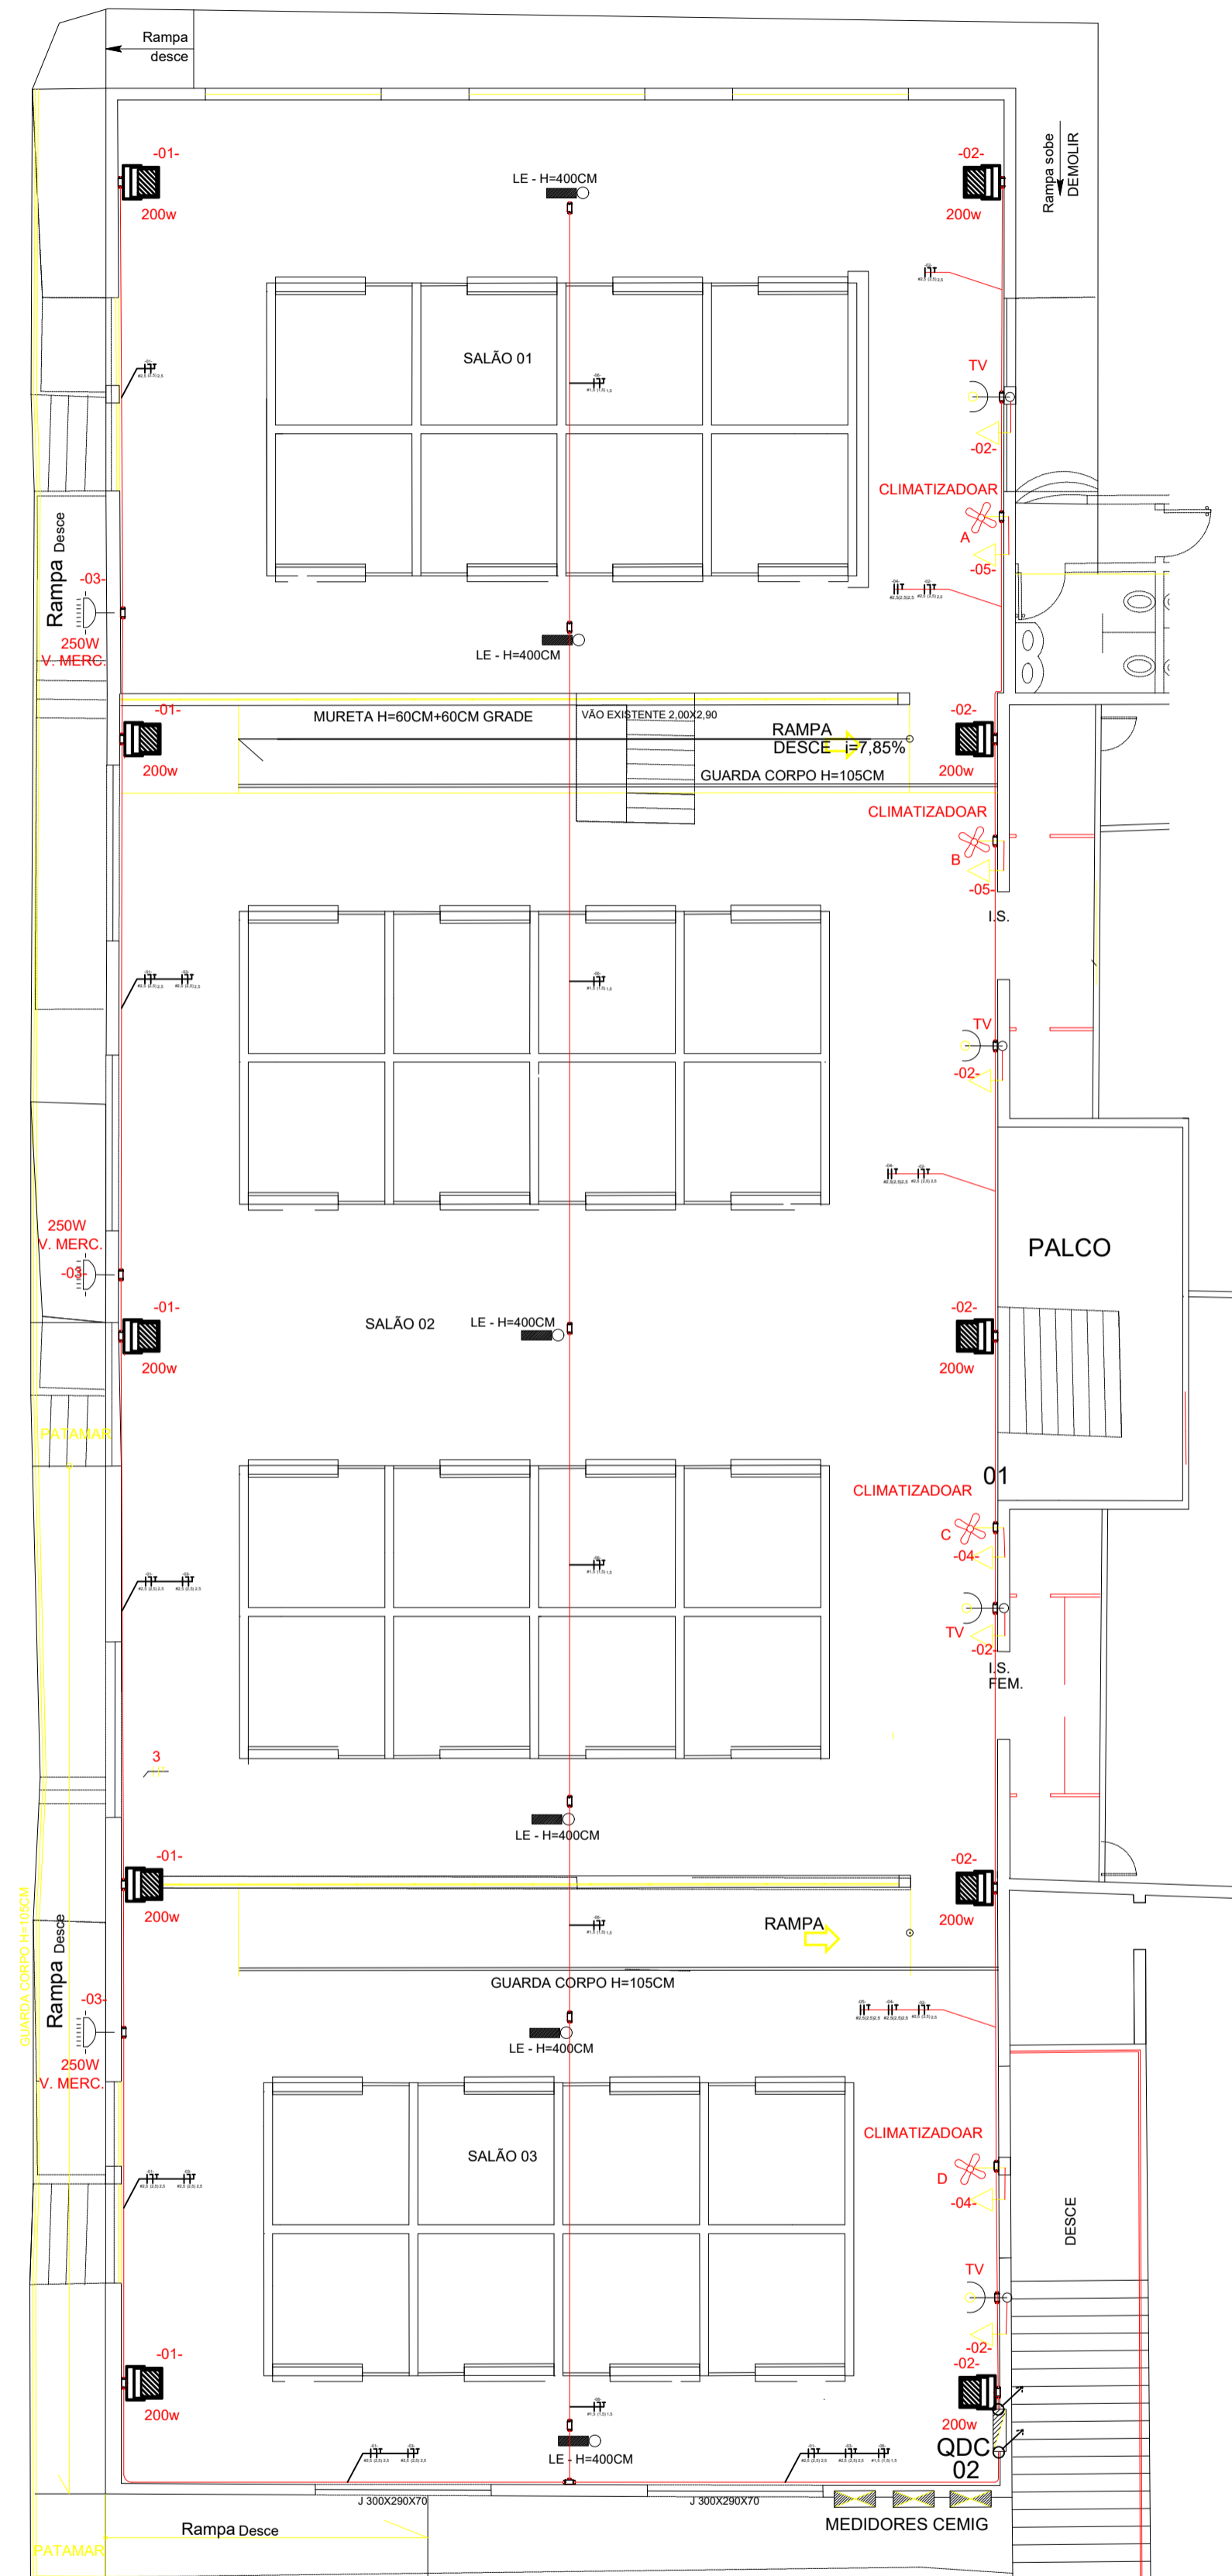 Rampa
desce
-01-
200w
LE - H=400CM
-02-
200w
Rampa sobe
DEMOLIR
SALÃO 01
TV
-02-
CLIMATIZADOAR
A
-05-
Rampa Desce
-03-
250W
V. MERC.
LE - H=400CM
-01-
200w
MURETA H=60CM+60CM GRADE
VÃO EXISTENTE 2,00X2,90
RAMPA
DESCE i=7,85%
GUARDA CORPO H=105CM
-02-
200w
CLIMATIZADOAR
B
-05-
I.S.
TV
-02-
PALCO
250W
V. MERC.
-03-
-01-
200w
SALÃO 02
LE - H=400CM
-02-
200w
PATAMAR
01
CLIMATIZADOAR
C
-04-
TV
-02-
I.S.
FEM.
3
LE - H=400CM
-01-
200w
-02-
200w
RAMPA
GUARDA CORPO H=105CM
GUARDA CORPO H=105CM
Rampa Desce
-03-
250W
V. MERC.
LE - H=400CM
SALÃO 03
CLIMATIZADOAR
D
-04-
DESCE
TV
-02-
-01-
200w
-02-
200w
QDC
02
LE - H=400CM
J 300X290X70
J 300X290X70
MEDIDORES CEMIG
Rampa Desce
PATAMAR